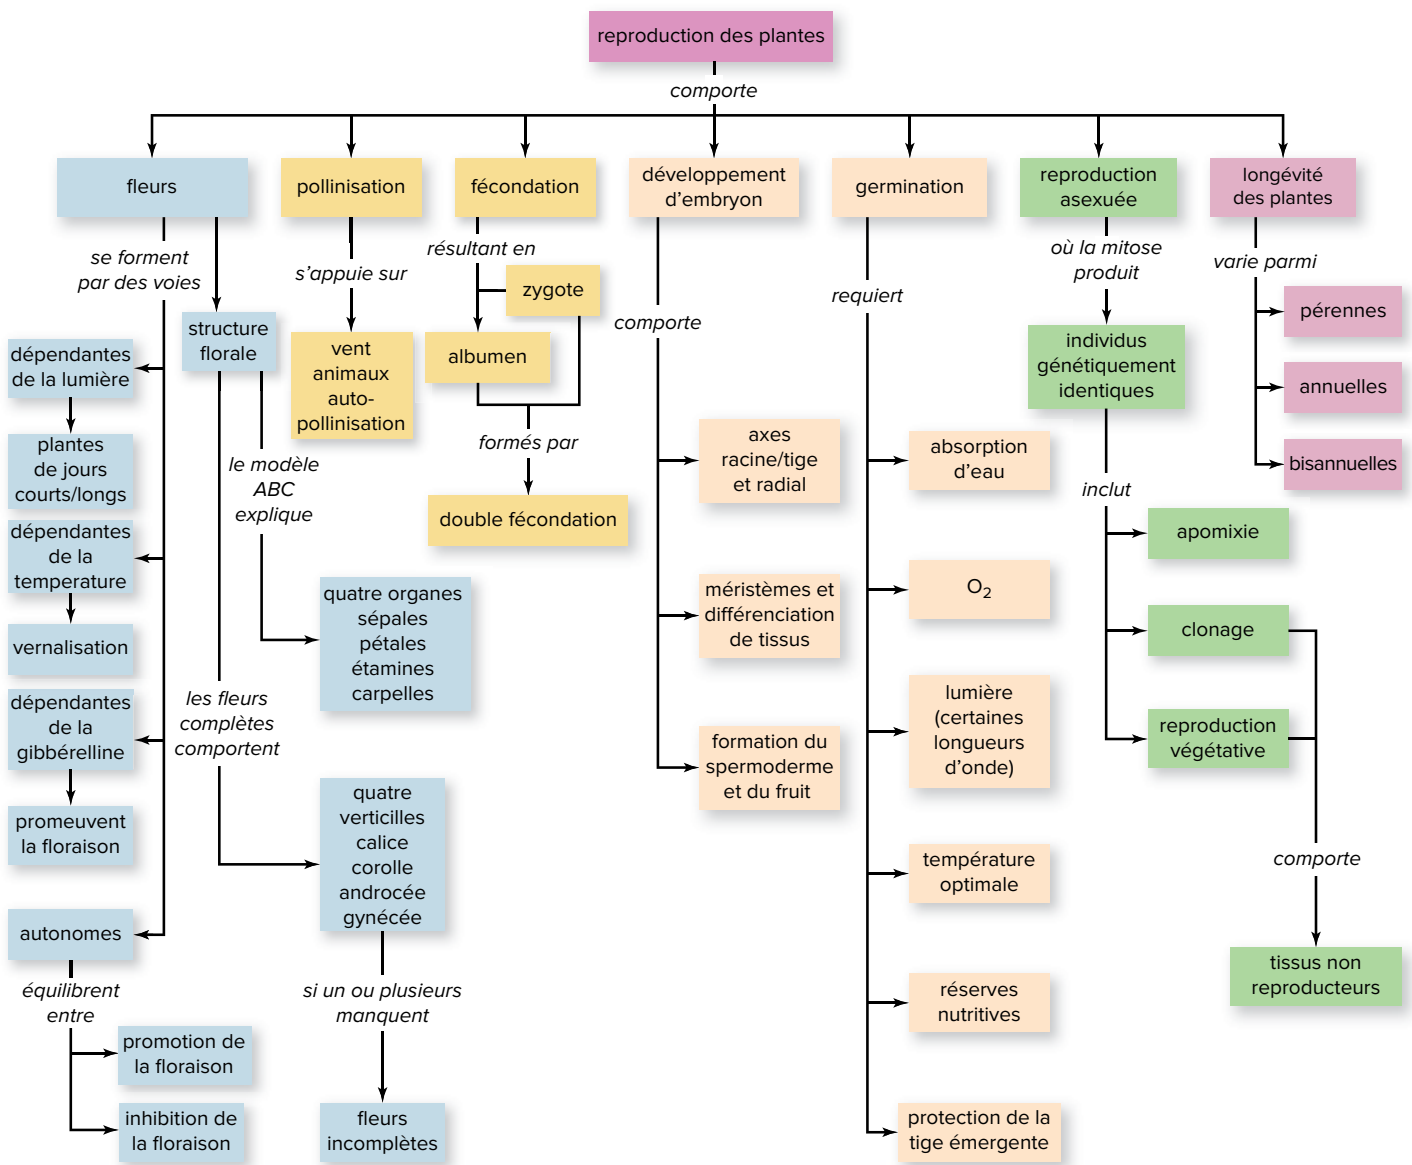 reproduction des plantes
comporte
fleurs
pollinisation
fécondation
développement
d'embryon
germination
reproduction
asexuée
longévité
des plantes
se forment
par des voies
structure
florale
dépendantes
de la lumière
plantes
de jours
courts/longs
dépendantes
de la
temperature
vernalisation
dépendantes
de la
gibbérelline
promeuvent
la floraison
autonomes
équilibrent
entre
promotion de
la floraison
inhibition de
la floraison
le modèle
ABC
explique
quatre organes
sépales
pétales
étamines
carpelles
les fleurs
complètes
comportent
quatre
verticilles
calice
corolle
androcée
gynécée
si un ou plusieurs
manquent
fleurs
incomplètes
s'appuie sur
vent
animaux
auto-
pollinisation
résultant en
zygote
albumen
formés par
double fécondation
comporte
axes
racine/tige
et radial
méristèmes et
différenciation
de tissus
formation du
spermoderme
et du fruit
requiert
absorption
d'eau
O2
lumière
(certaines
longueurs
d'onde)
température
optimale
réserves
nutritives
protection de la
tige émergente
où la mitose
produit
individus
génétiquement
identiques
inclut
apomixie
clonage
reproduction
végétative
comporte
tissus non
reproducteurs
varie parmi
pérennes
annuelles
bisannuelles